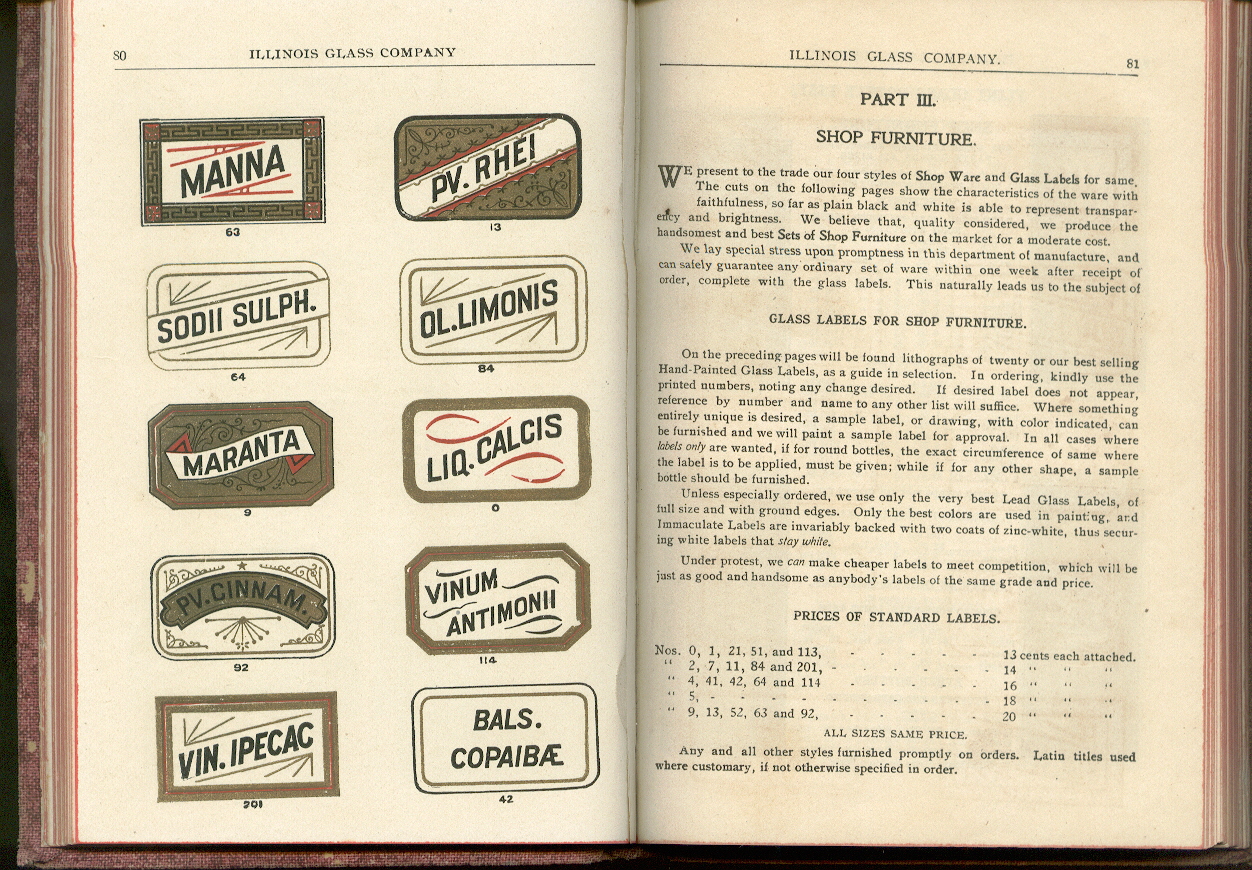 80
ILLINOIS GLASS COMPANY
MANNA
63
PV. RHEI
13
SODII SULPH.
64
OL. LIMONIS
84
MARANTA
9
LIQ. CALCIS
0
PV. CINNAM.
92
VINUM
ANTIMONII
114
VIN. IPECAC
201
BALS.
COPAIBÆ
42
ILLINOIS GLASS COMPANY.
81
PART III.
SHOP FURNITURE.
WE present to the trade our four styles of Shop Ware and Glass Labels for same.
The cuts on the following pages show the characteristics of the ware with
faithfulness, so far as plain black and white is able to represent transpar-
ency and brightness. We believe that, quality considered, we produce the
handsomest and best Sets of Shop Furniture on the market for a moderate cost.
We lay special stress upon promptness in this department of manufacture, and
can safely guarantee any ordinary set of ware within one week after receipt of
order, complete with the glass labels. This naturally leads us to the subject of
GLASS LABELS FOR SHOP FURNITURE.
On the preceding pages will be found lithographs of twenty or our best selling
Hand-Painted Glass Labels, as a guide in selection. In ordering, kindly use the
printed numbers, noting any change desired. If desired label does not appear,
reference by number and name to any other list will suffice. Where something
entirely unique is desired, a sample label, or drawing, with color indicated, can
be furnished and we will paint a sample label for approval. In all cases where
labels only are wanted, if for round bottles, the exact circumference of same where
the label is to be applied, must be given; while if for any other shape, a sample
bottle should be furnished.
Unless especially ordered, we use only the very best Lead Glass Labels, of
full size and with ground edges. Only the best colors are used in painting, and
Immaculate Labels are invariably backed with two coats of zinc-white, thus secur-
ing white labels that stay white.
Under protest, we can make cheaper labels to meet competition, which will be
just as good and handsome as anybody's labels of the same grade and price.
PRICES OF STANDARD LABELS.
Nos. 0, 1, 21, 51, and 113, - - - - - 13 cents each attached.
" 2, 7, 11, 84 and 201, - - - - - - 14 " " "
" 4, 41, 42, 64 and 114 - - - - - 16 " " "
" 5, - - - - - - - - - 18 " " "
" 9, 13, 52, 63 and 92, - - - - - - 20 " " "
ALL SIZES SAME PRICE.
Any and all other styles furnished promptly on orders. Latin titles used
where customary, if not otherwise specified in order.